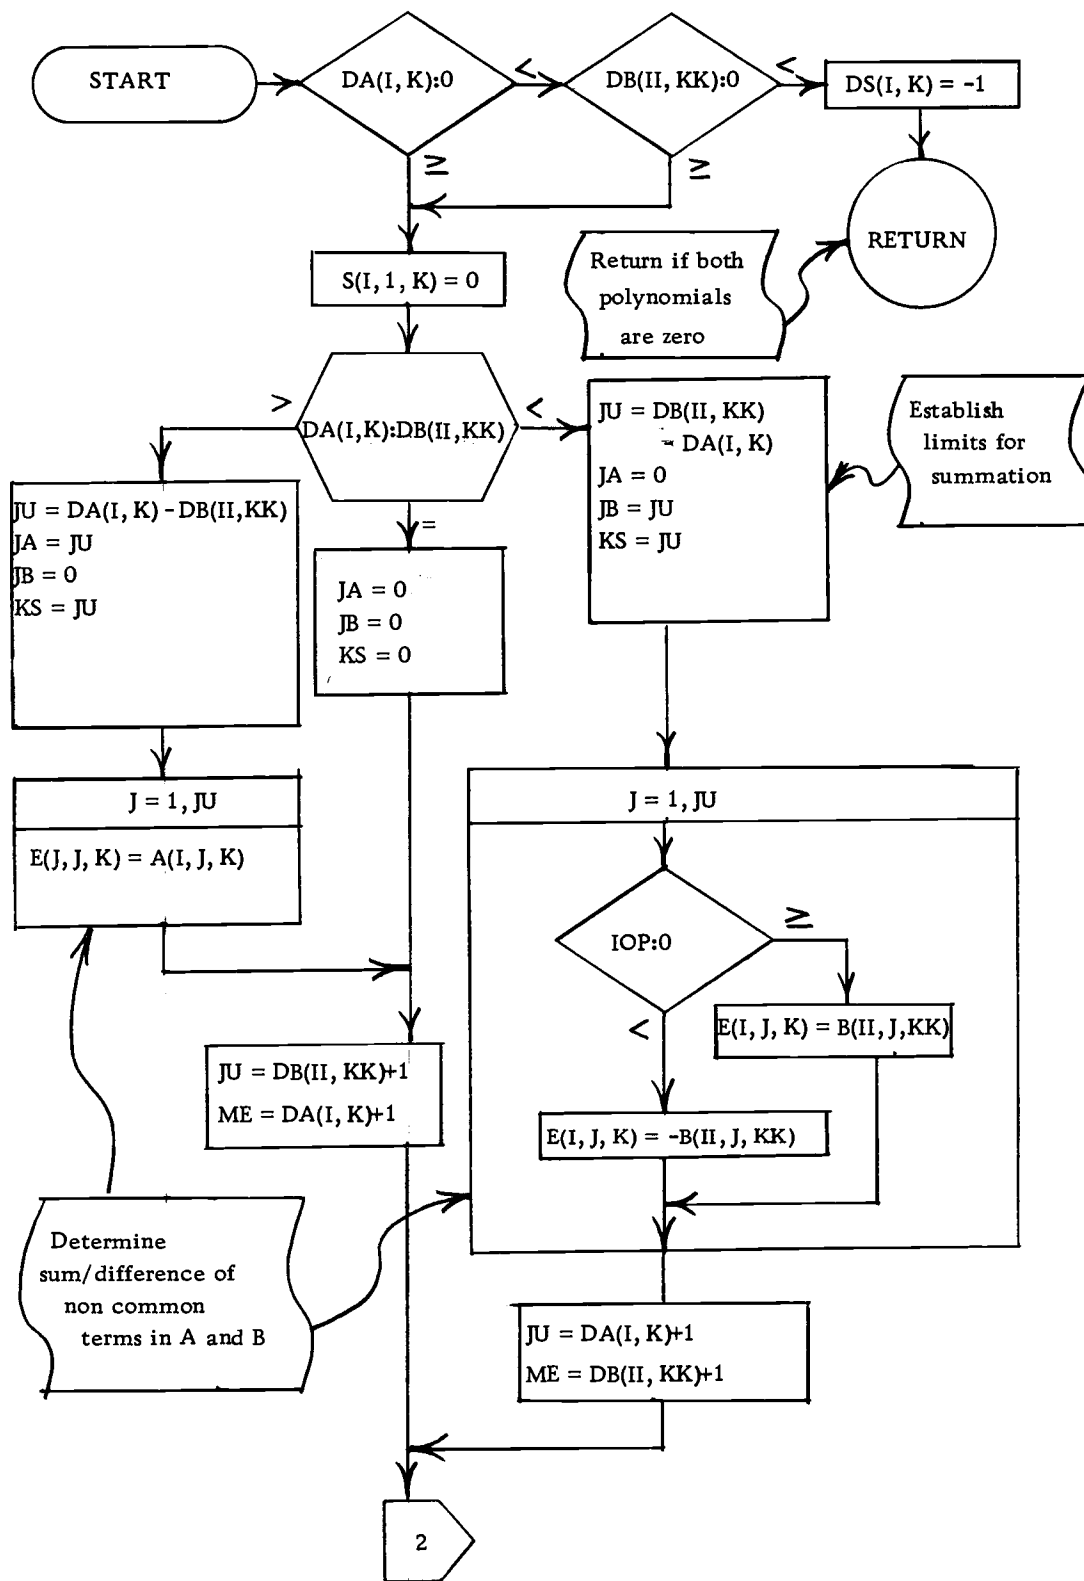 START
DA(I, K):0
<
DB(II, KK):0
<
DS(I, K) = -1
≥
≥
RETURN
Return if both
polynomials
are zero
S(I, 1, K) = 0
>
DA(I,K):DB(II,KK)
<
=
JU = DB(II, KK)
- DA(I, K)
JA = 0
JB = JU
KS = JU
Establish
limits for
summation
JU = DA(I, K) - DB(II,KK)
JA = JU
JB = 0
KS = JU
JA = 0
JB = 0
KS = 0
J = 1, JU
E(J, J, K) = A(I, J, K)
J = 1, JU
IOP:0
≥
<
E(I, J, K) = B(II, J,KK)
E(I, J, K) = -B(II, J, KK)
JU = DB(II, KK)+1
ME = DA(I, K)+1
Determine
sum/difference of
non common
terms in A and B
JU = DA(I, K)+1
ME = DB(II, KK)+1
2